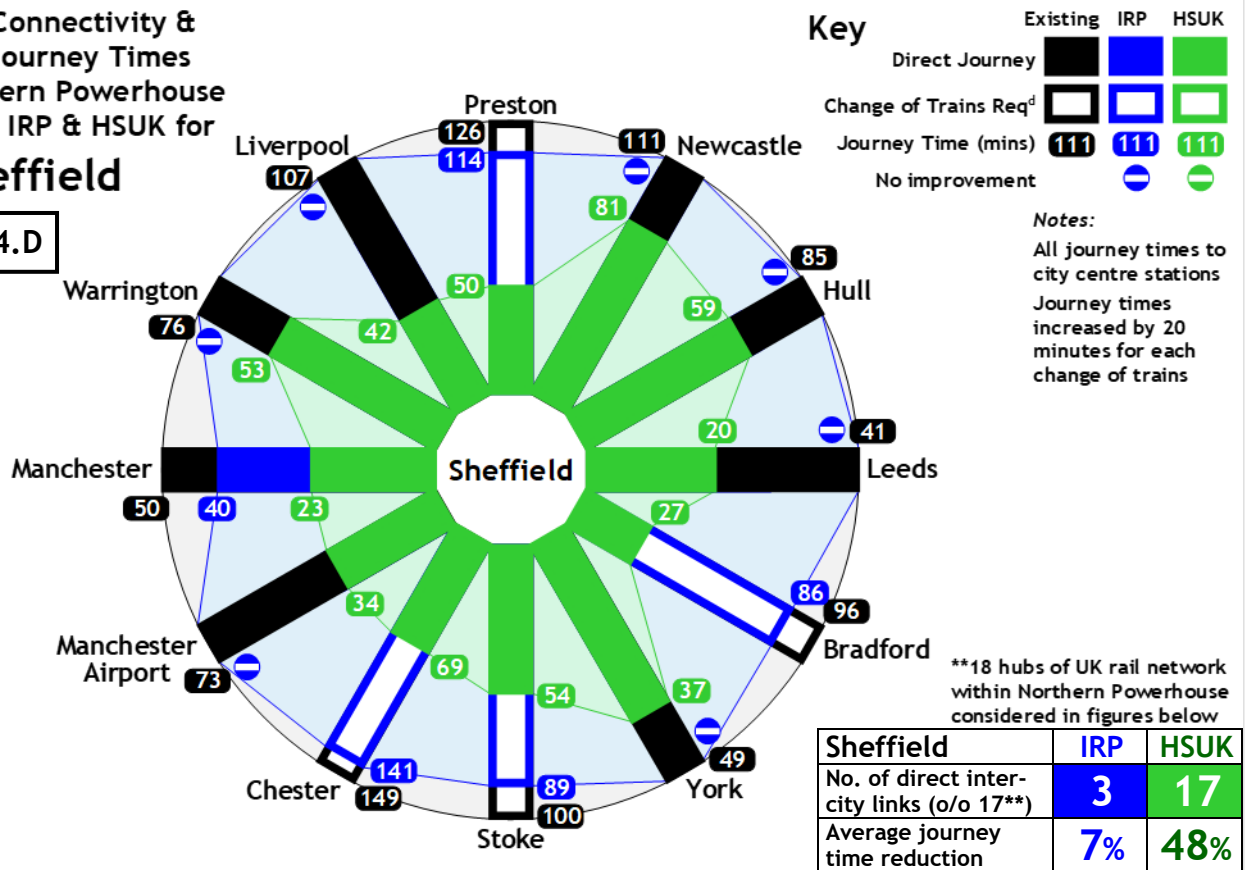 Connectivity &
ourney Times
ern Powerhouse
IRP & HSUK for
effield
4.D
Key
Existing IRP HSUK
Direct Journey
Change of Trains Reqᵈ
Journey Time (mins) 111 111 111
No improvement
Notes:
All journey times to
city centre stations
Journey times
increased by 20
minutes for each
change of trains
Preston
126
114
50
Newcastle
111
81
Hull
85
59
Leeds
41
20
Bradford
96
86
27
York
49
37
Stoke
100
89
54
Chester
149
141
69
Manchester
Airport
73
34
Manchester
50
40
23
Warrington
76
53
Liverpool
107
42
Sheffield
**18 hubs of UK rail network
within Northern Powerhouse
considered in figures below
Sheffield IRP HSUK
No. of direct inter-
city links (o/o 17**) 3 17
Average journey
time reduction 7% 48%